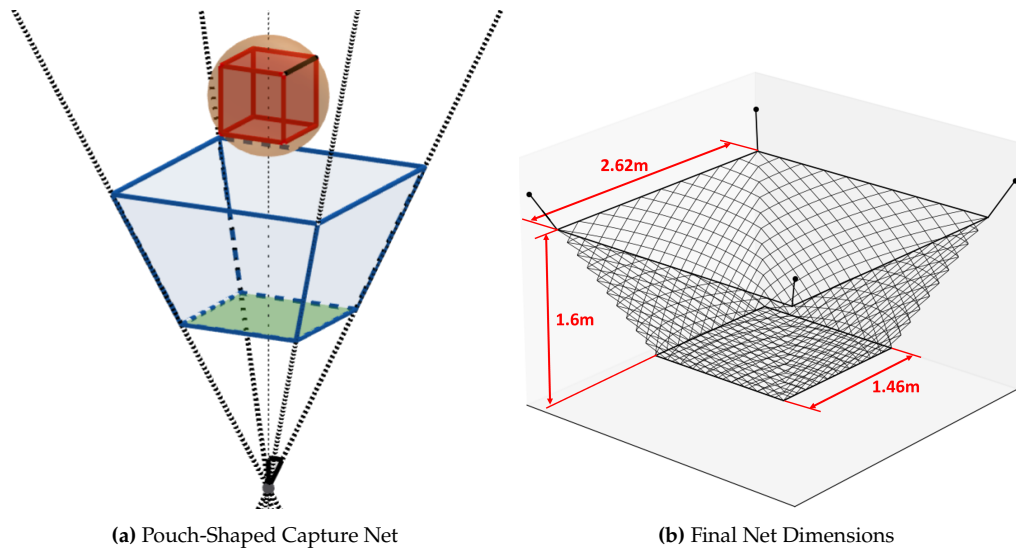 2.62m
1.6m
1.46m
(a) Pouch-Shaped Capture Net
(b) Final Net Dimensions